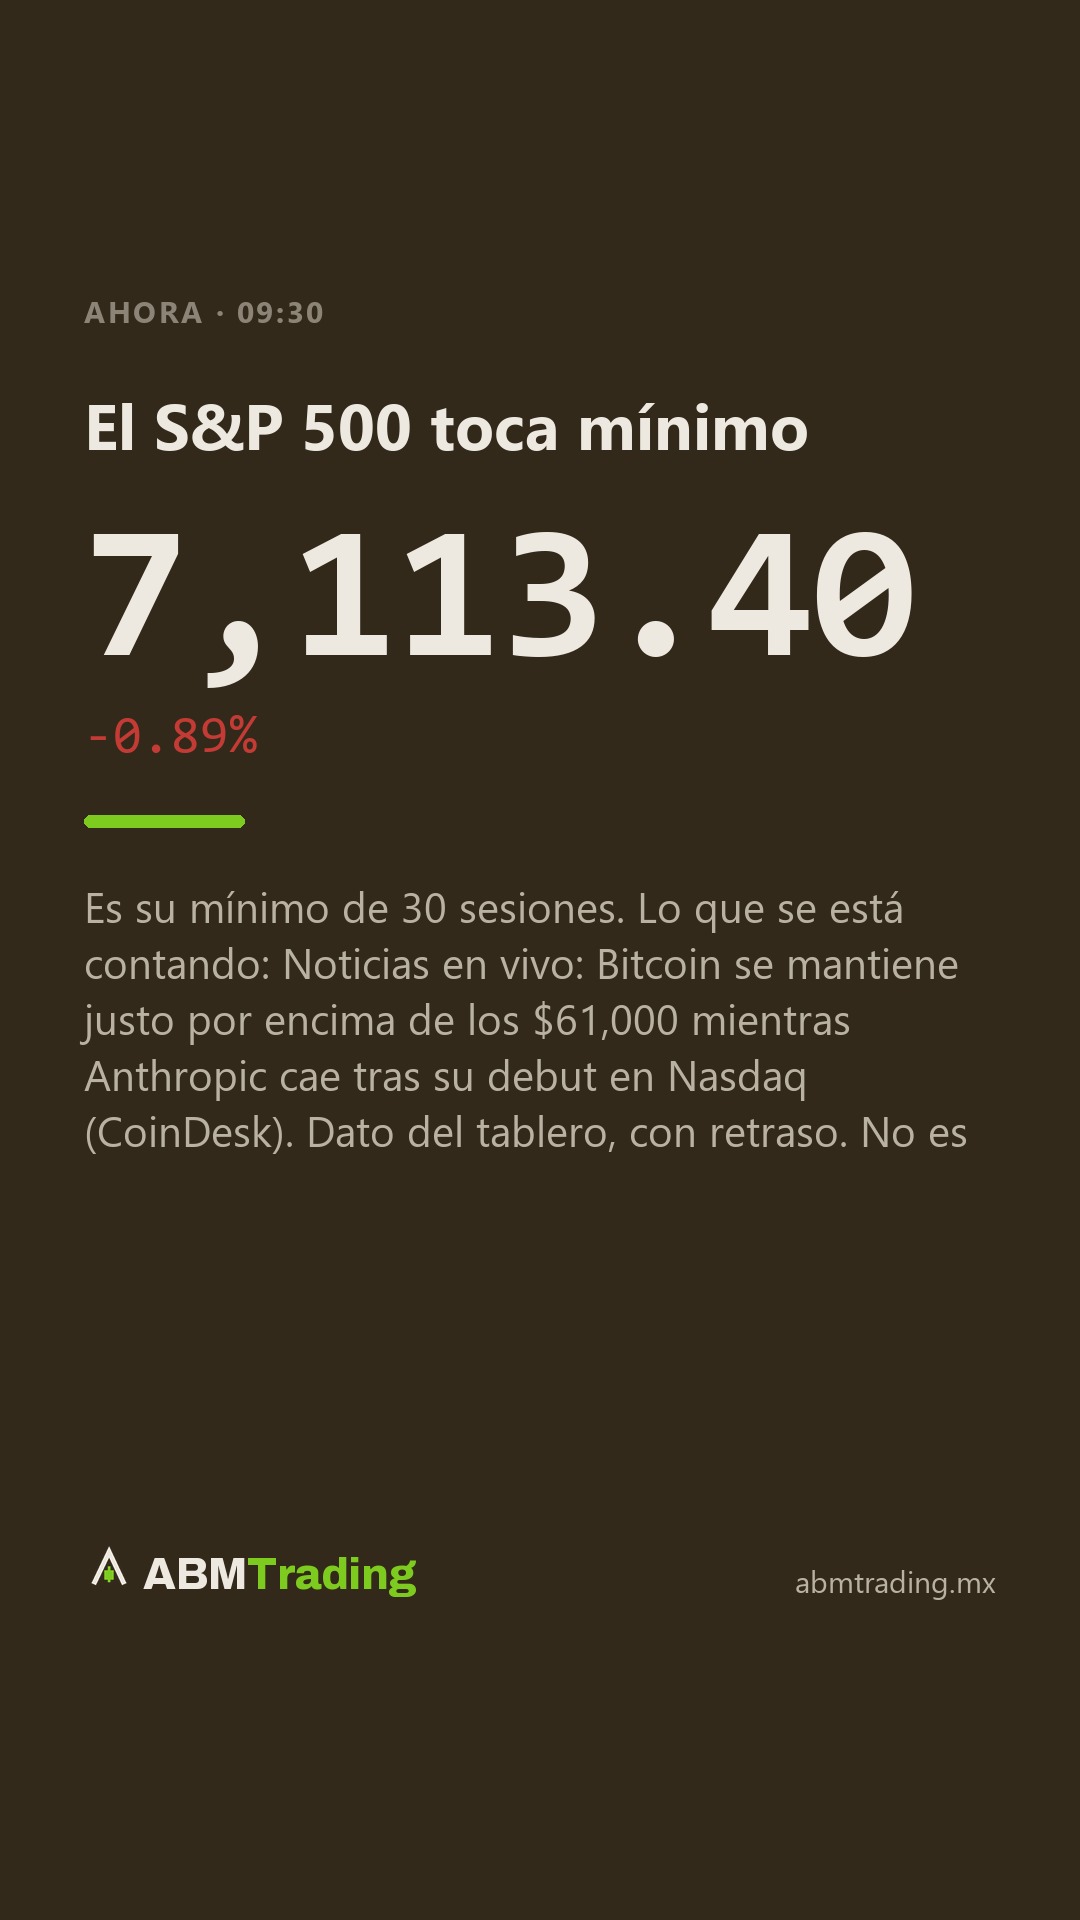 AHORA · 09:30
El S&P 500 toca mínimo
7,113.40
-0.89%
Es su mínimo de 30 sesiones. Lo que se está
contando: Noticias en vivo: Bitcoin se mantiene
justo por encima de los $61,000 mientras
Anthropic cae tras su debut en Nasdaq
(CoinDesk). Dato del tablero, con retraso. No es
ABMTrading
abmtrading.mx